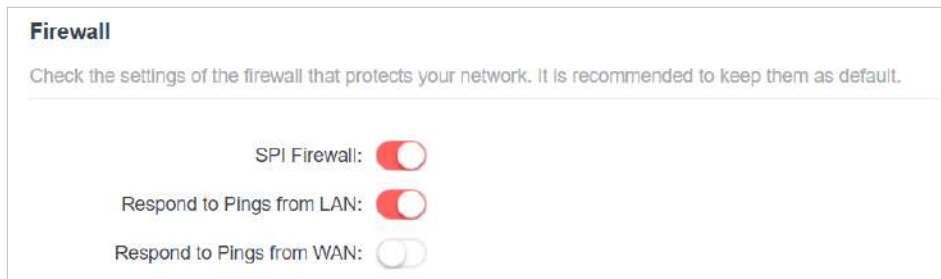 Firewall
Check the settings of the firewall that protects your network. It is recommended to keep them as default.
SPI Firewall:
Respond to Pings from LAN:
Respond to Pings from WAN: